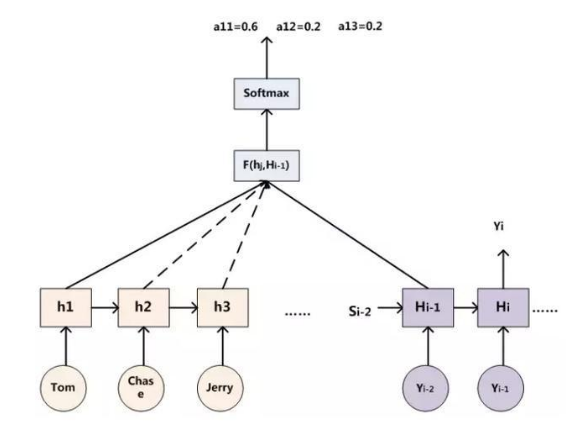 a11=0.6 a12=0.2 a13=0.2
Softmax
F(hj,Hi-1)
Yi
h1 h2 h3 ...... Si-2 Hi-1 Hi ......
Tom Chas
e Jerry Yi-2 Yi-1